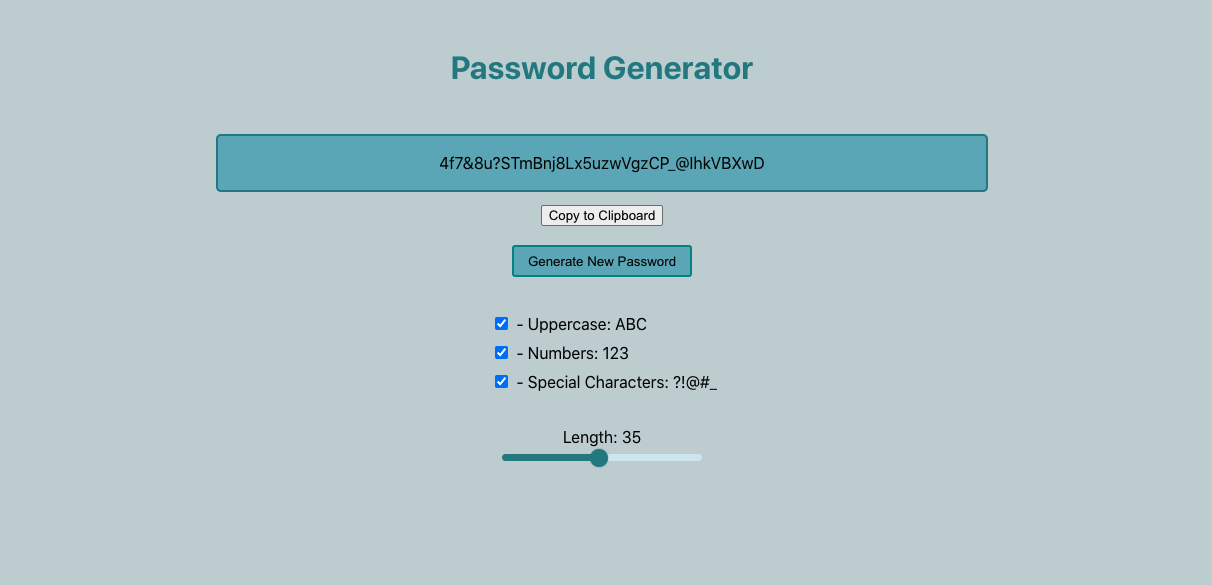 Password Generator
4f7&8u?STmBnj8Lx5uzwVgzCP_@IhkVBXwD
Copy to Clipboard
Generate New Password
- Uppercase: ABC
- Numbers: 123
- Special Characters: ?!@#_
Length: 35